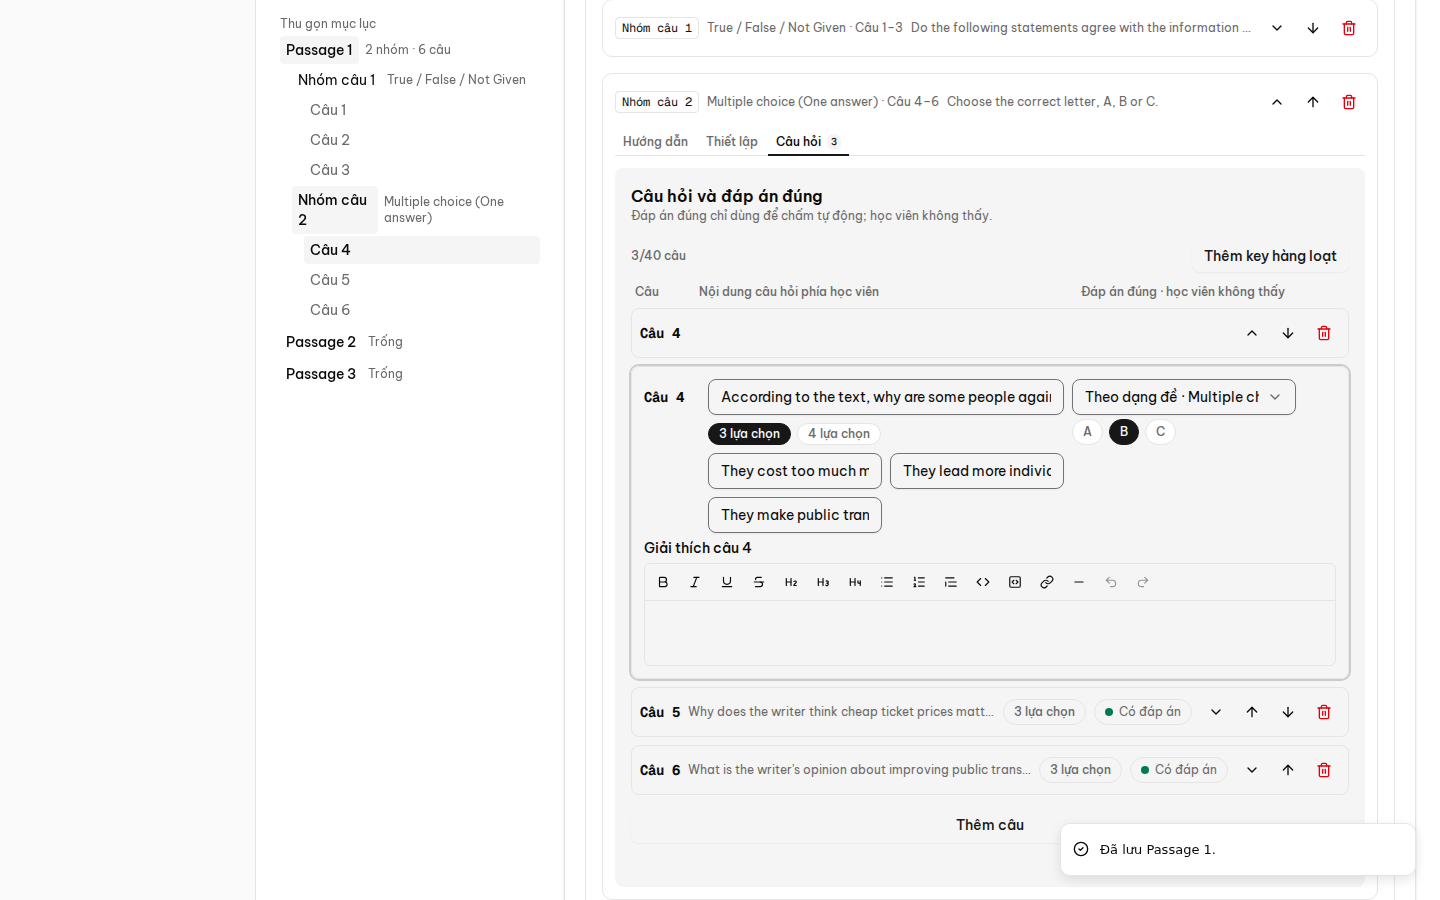 Thu gọn mục lục
Passage 1 2 nhóm · 6 câu
Nhóm câu 1 True / False / Not Given
Câu 1
Câu 2
Câu 3
Nhóm câu 2 Multiple choice (One answer)
Câu 4
Câu 5
Câu 6
Passage 2 Trống
Passage 3 Trống
Nhóm câu 1 True / False / Not Given · Câu 1–3 Do the following statements agree with the information ...
Nhóm câu 2 Multiple choice (One answer) · Câu 4–6 Choose the correct letter, A, B or C.
Hướng dẫn Thiết lập Câu hỏi 3
Câu hỏi và đáp án đúng
Đáp án đúng chỉ dùng để chấm tự động; học viên không thấy.
3/40 câu Thêm key hàng loạt
Câu Nội dung câu hỏi phía học viên Đáp án đúng · học viên không thấy
Câu 4
Câu 4 According to the text, why are some people again Theo dạng đề · Multiple ch
3 lựa chọn 4 lựa chọn A B C
They cost too much m They lead more individ
They make public tran
Giải thích câu 4
B I U S H2 H3 H4
Câu 5 Why does the writer think cheap ticket prices matt... 3 lựa chọn Có đáp án
Câu 6 What is the writer's opinion about improving public trans... 3 lựa chọn Có đáp án
Thêm câu
Đã lưu Passage 1.